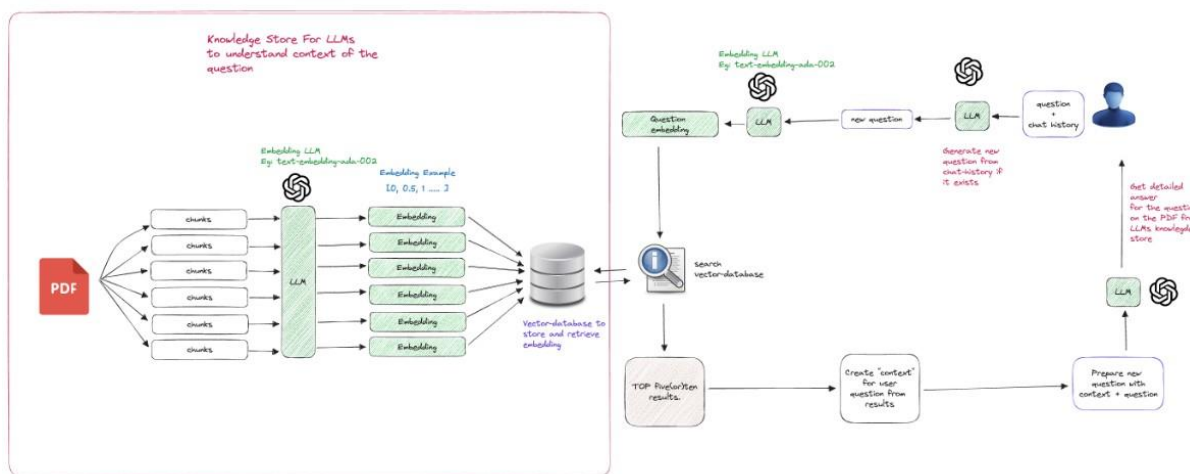 Knowledge Store For LLMs
to understand context of the
question
Embedding LLM
Eg: text-embedding-ada-002
Embedding Example
[0, 0.5, 1 ..... ]
PDF
chunks
chunks
chunks
chunks
chunks
chunks
LLM
Embedding
Embedding
Embedding
Embedding
Embedding
Embedding
Vector-database to
store and retrieve
embedding
Embedding LLM
Eg: text-embedding-ada-002
Question
embedding
LLM
new question
LLM
question
+
chat history
Generate new
question from
chat-history if
it exists
search
vector-database
Get detailed
answer
for the questio
on the PDF fro
LLMs knowledg
store
LLM
TOP five(or)ten
results.
Create "context"
for user
question from
results
Prepare new
question with
context + question